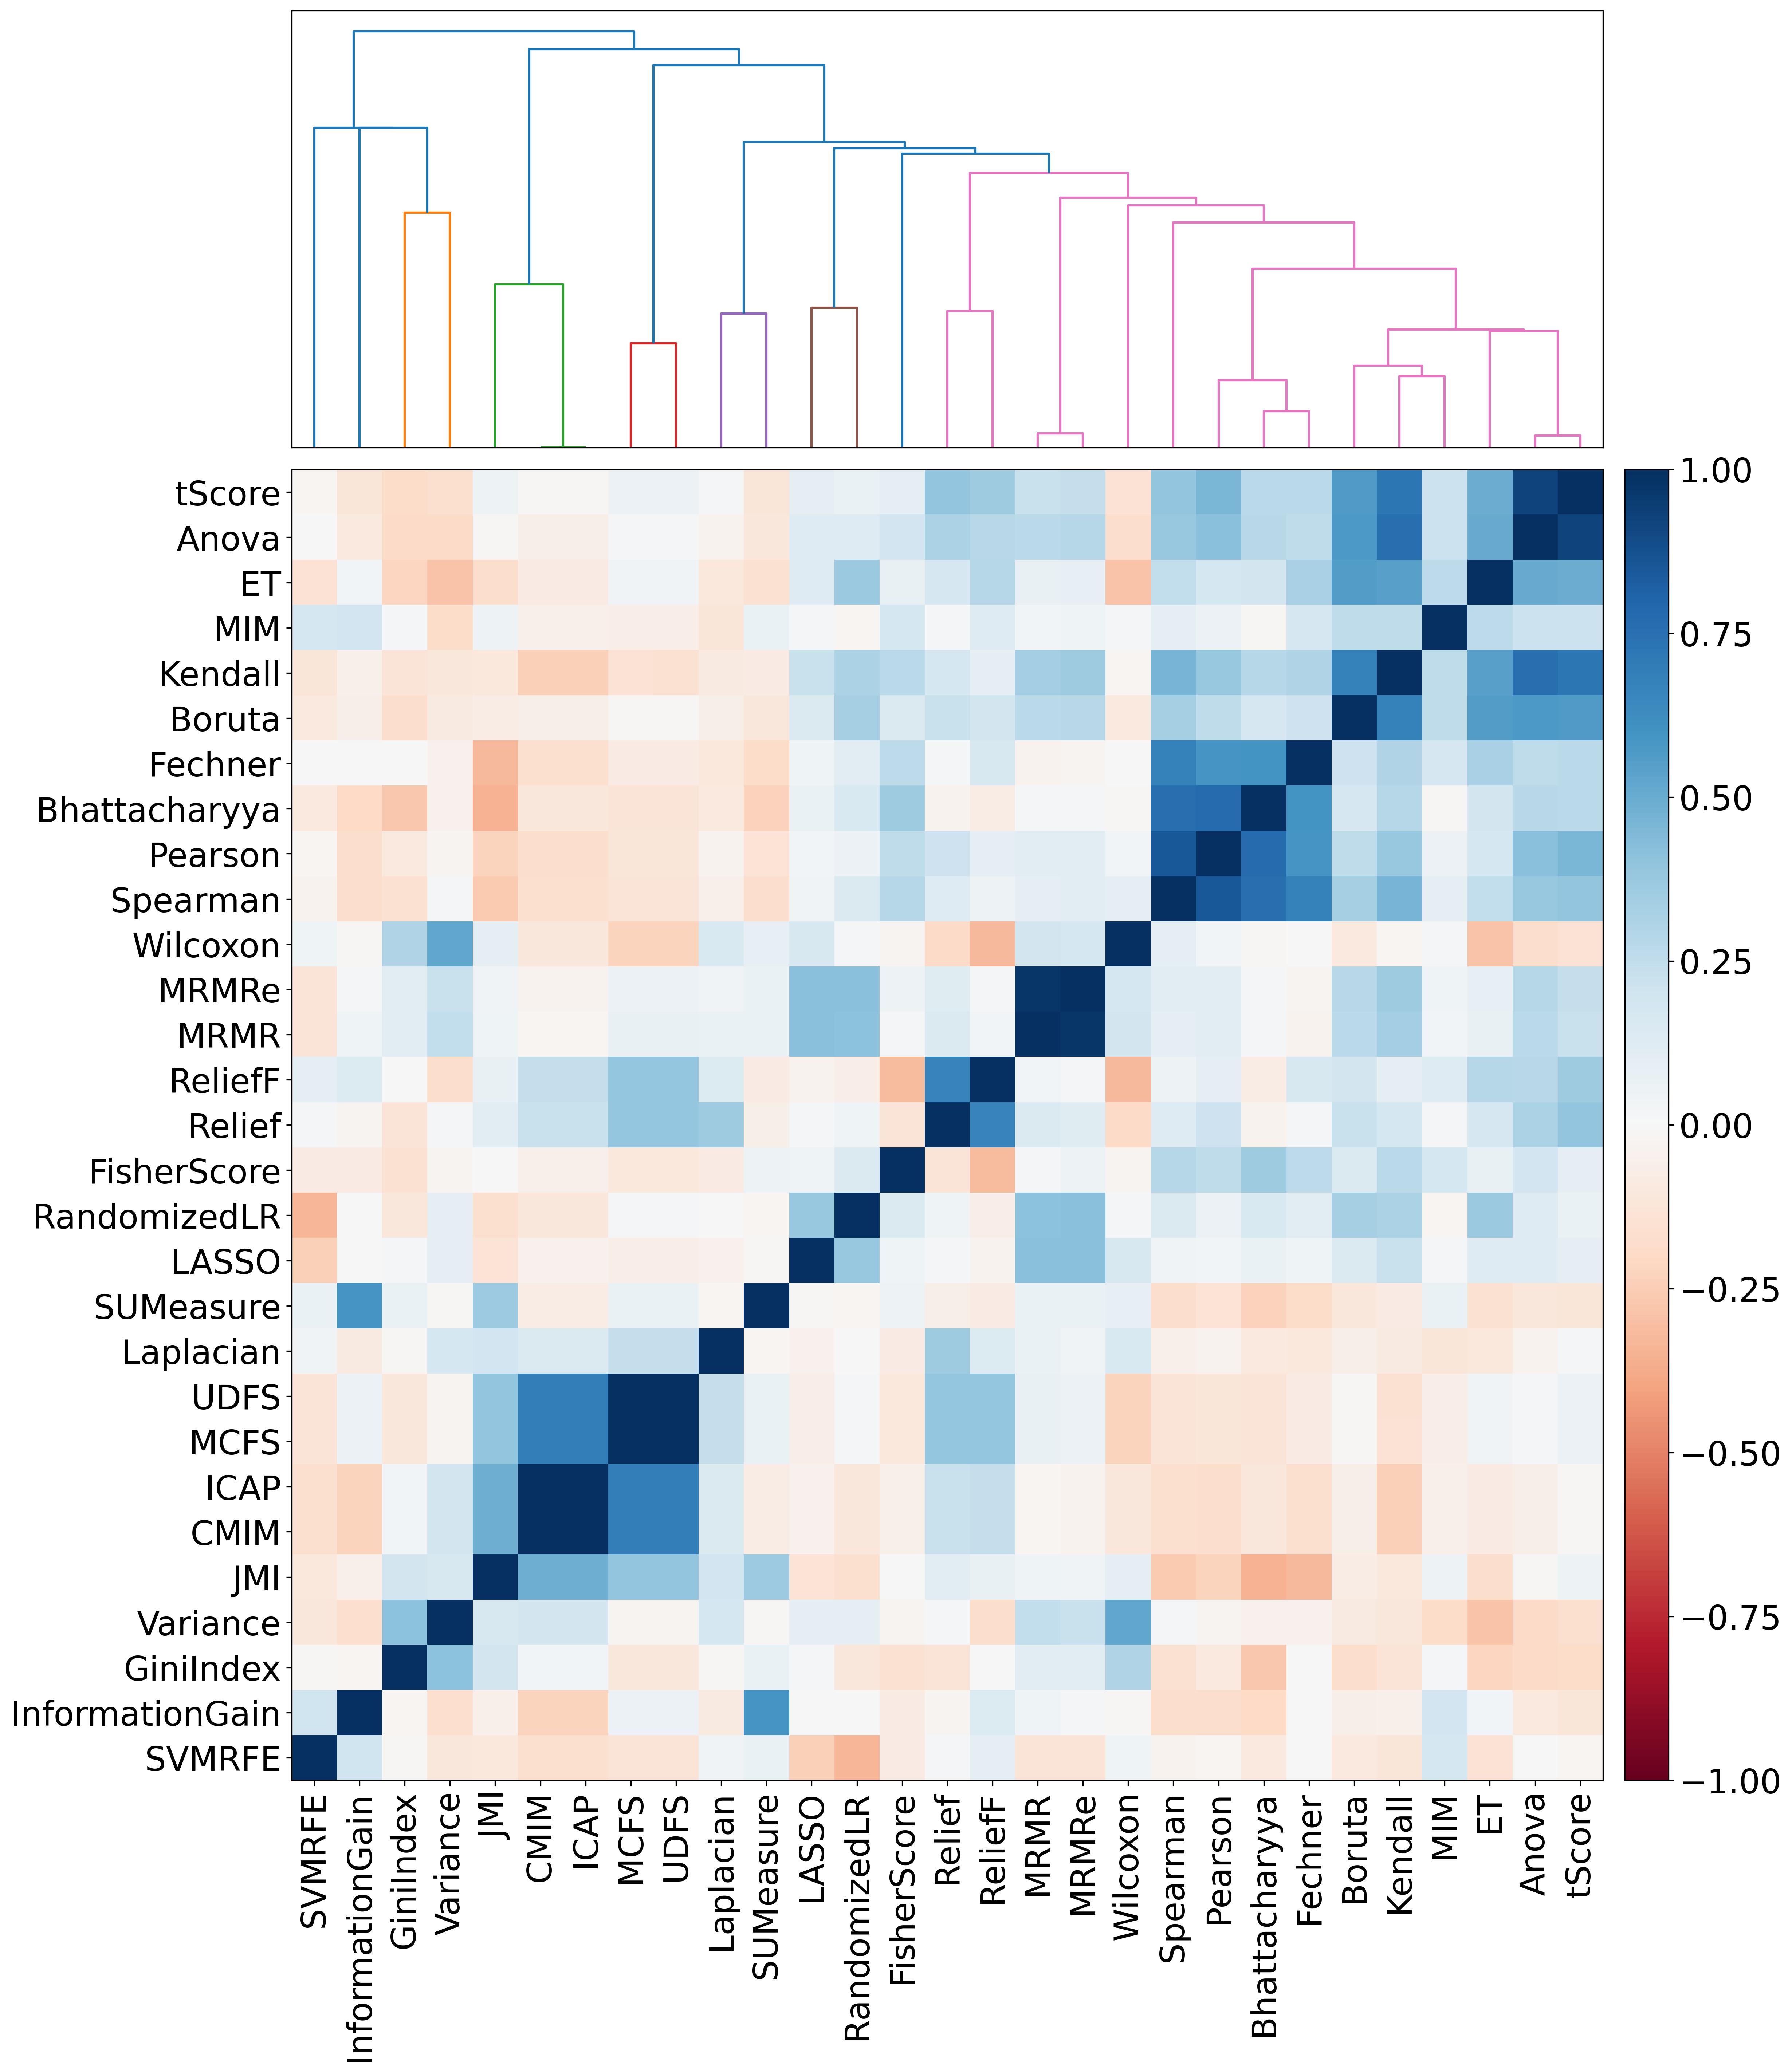 tScore
Anova
ET
MIM
Kendall
Boruta
Fechner
Bhattacharyya
Pearson
Spearman
Wilcoxon
MRMRe
MRMR
ReliefF
Relief
FisherScore
RandomizedLR
LASSO
SUMeasure
Laplacian
UDFS
MCFS
ICAP
CMIM
JMI
Variance
GiniIndex
InformationGain
SVMRFE
1.00
0.75
0.50
0.25
0.00
−0.25
−0.50
−0.75
−1.00
SVMRFE
InformationGain
GiniIndex
Variance
JMI
CMIM
ICAP
MCFS
UDFS
Laplacian
SUMeasure
LASSO
RandomizedLR
FisherScore
Relief
ReliefF
MRMR
MRMRe
Wilcoxon
Spearman
Pearson
Bhattacharyya
Fechner
Boruta
Kendall
MIM
ET
Anova
tScore